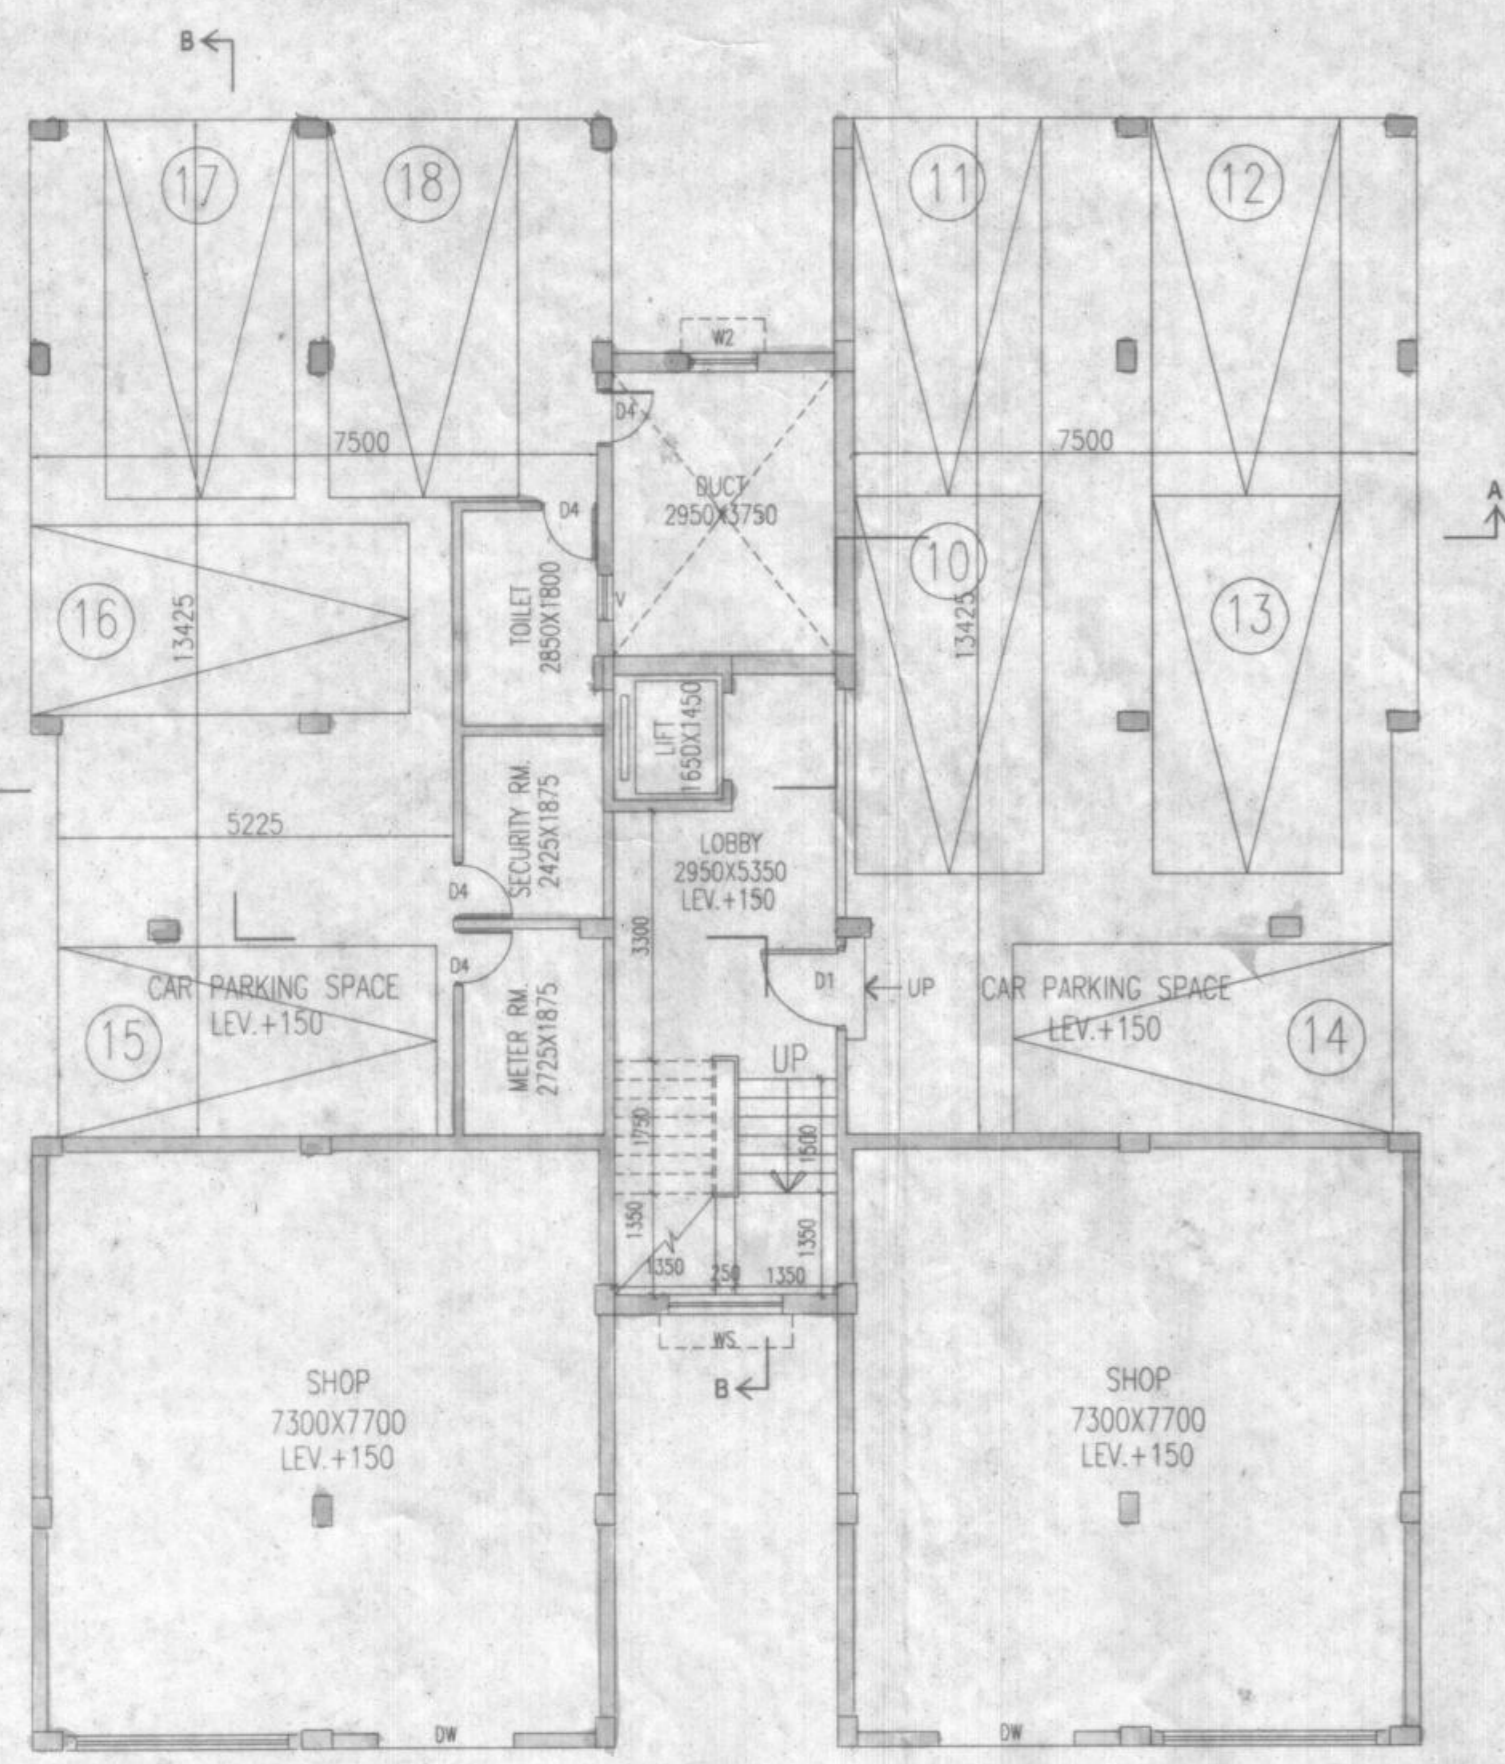 B
17
18
11
12
W2
D4
7500
7500
DUCT
2950X3750
A
D4
10
16
13425
TOILET
2850X1800
V
13425
13
LIFT
1650X1450
5225
SECURITY RM.
2425X1875
LOBBY
2950X5350
LEV.+150
D4
3300
D4
CAR PARKING SPACE
LEV.+150
D1
UP
CAR PARKING SPACE
LEV.+150
15
METER RM.
2725X1875
UP
14
1750
1500
1350
1350
1350
250
1350
WS
B
SHOP
7300X7700
LEV.+150
SHOP
7300X7700
LEV.+150
DW
DW